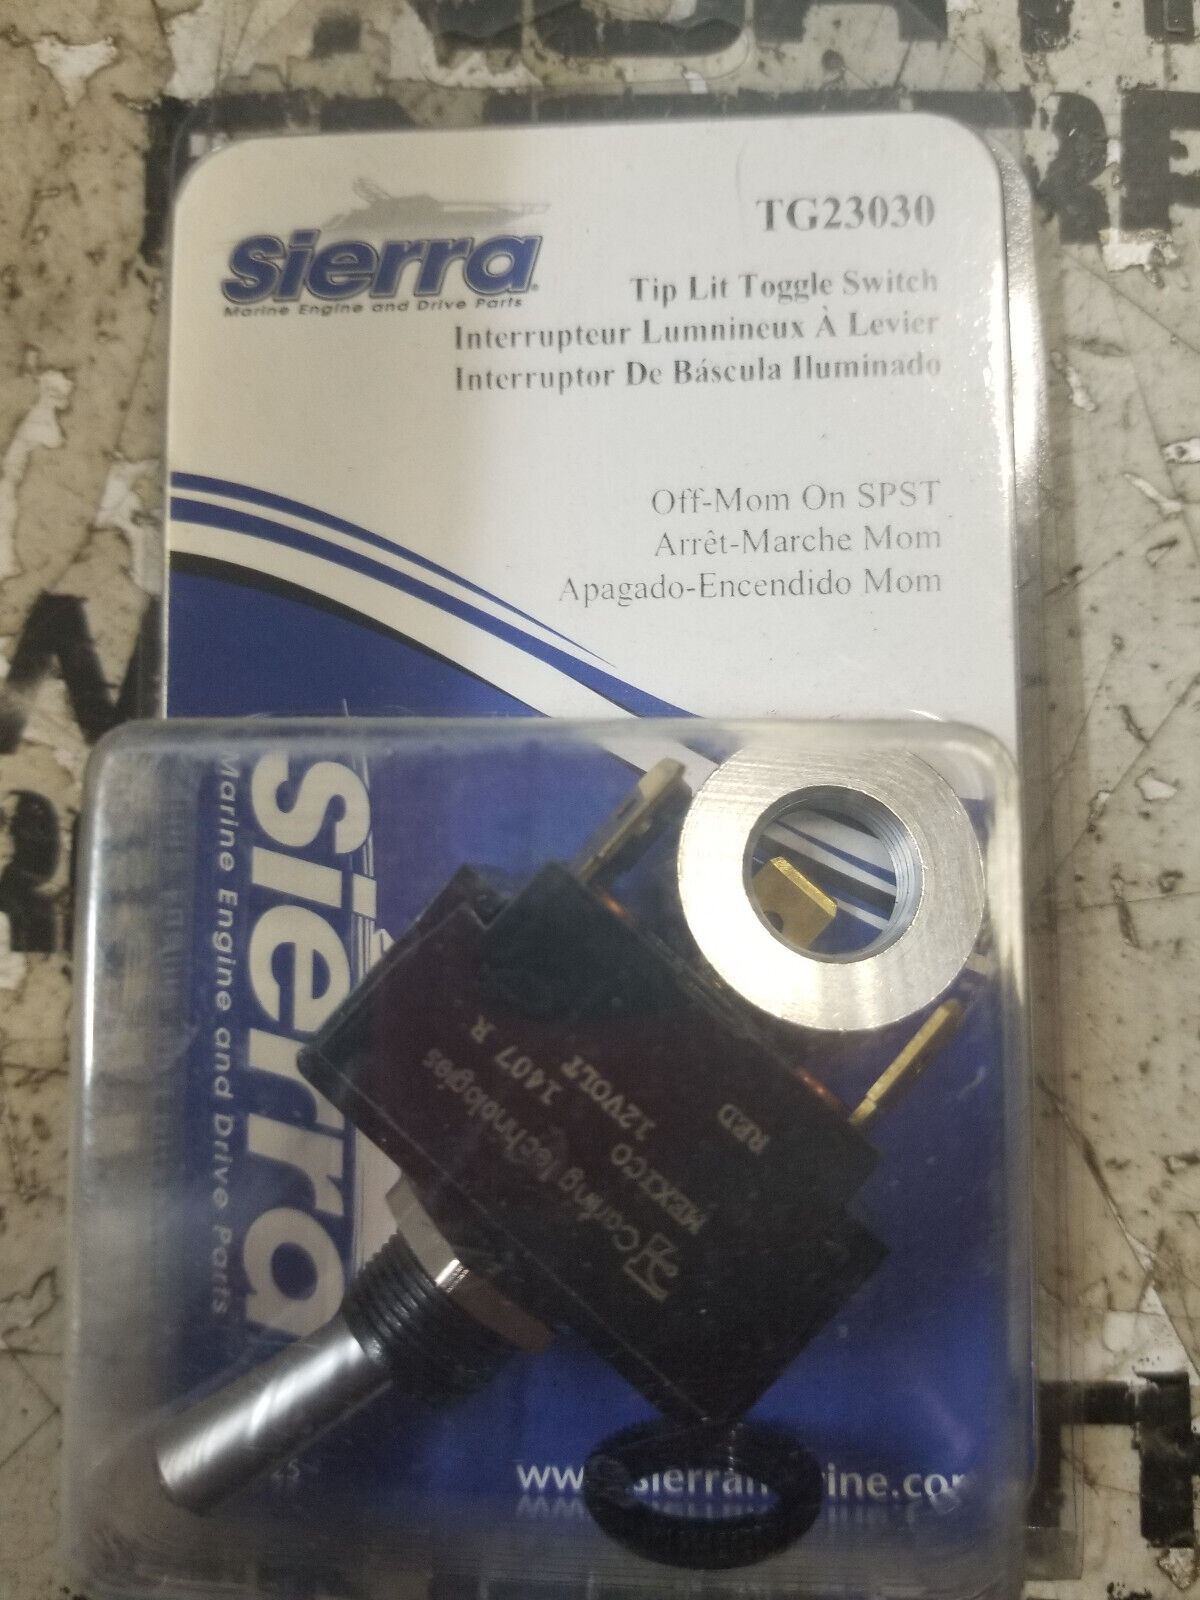 Sierra
Marine Engine and Drive Parts
TG23030
Tip Lit Toggle Switch
Interrupteur Lumnineux À Levier
Interruptor De Báscula Iluminado
Off-Mom On SPST
Arrêt-Marche Mom
Apagado-Encendido Mom
Sierra
Marine Engine and Drive Parts
Carling Technologies
MEXICO 1407 R
12VOLT
RED